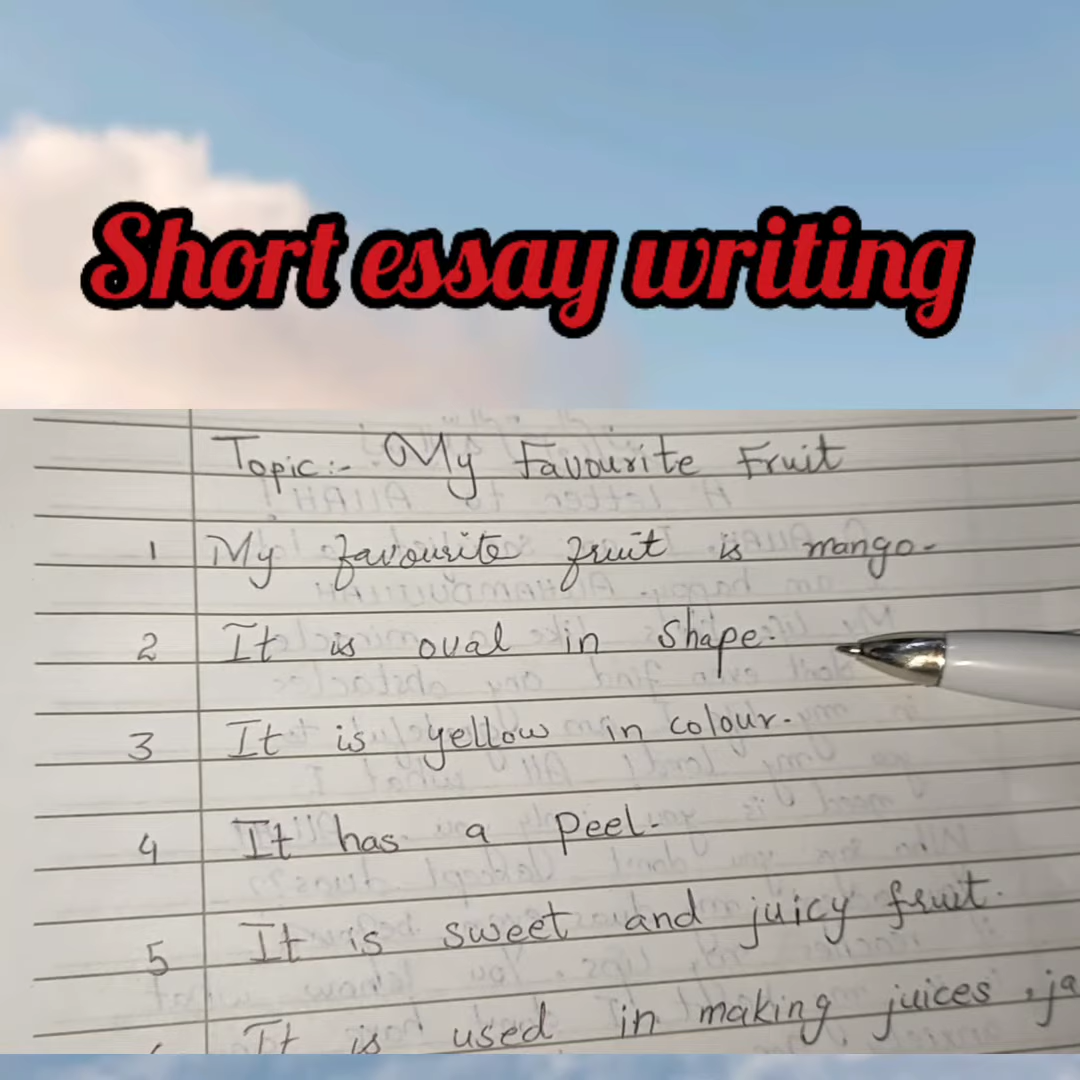 Short essay writing
Topic:- My Favourite Fruit
1 My favourite fruit is mango.
2 It is oval in shape.
3 It is yellow in colour.
4 It has a peel.
5 It is sweet and juicy fruit.
It is used in making juices, ja